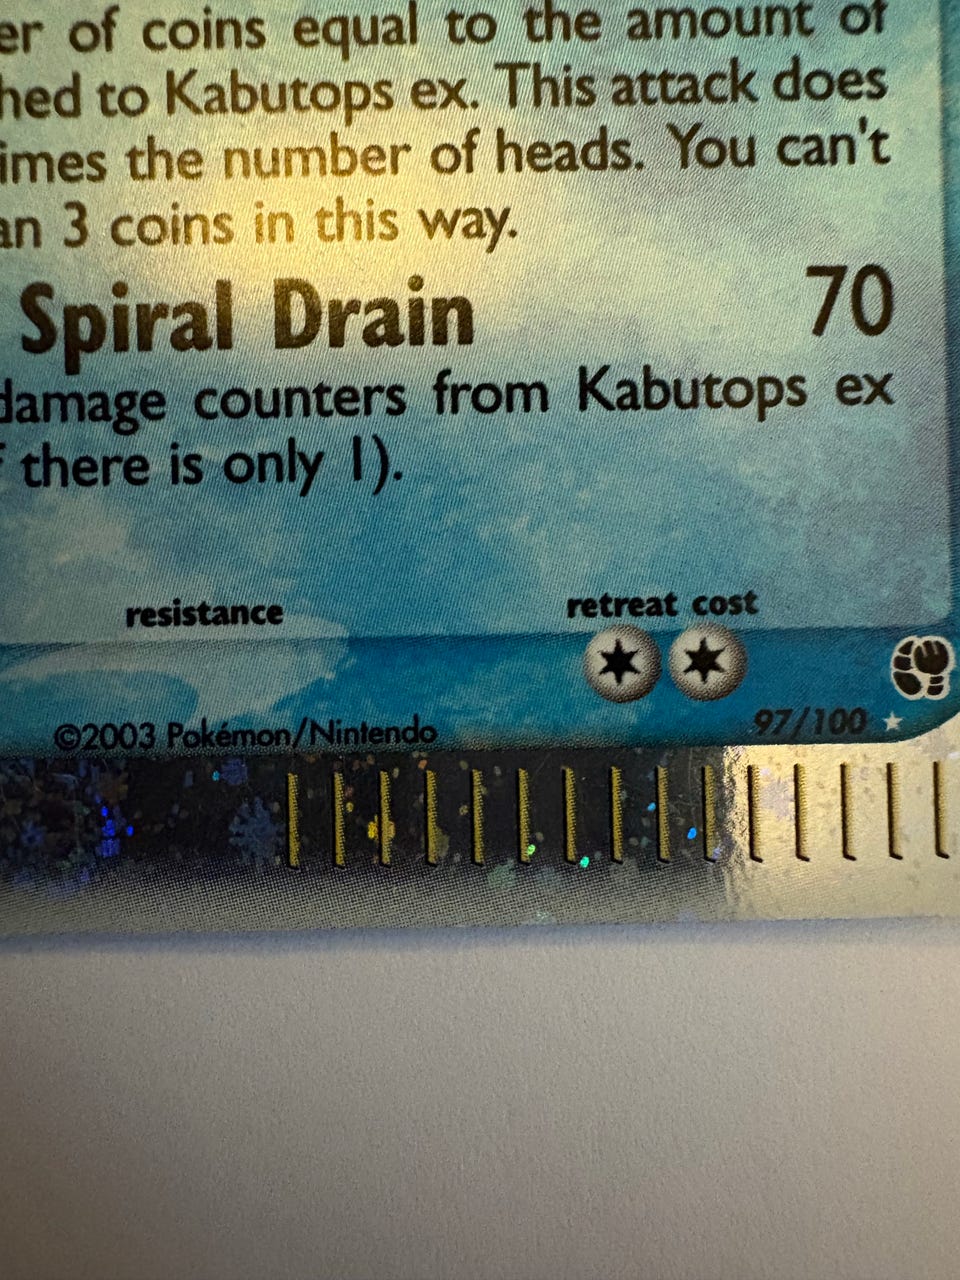 er of coins equal to the amount of
hed to Kabutops ex. This attack does
imes the number of heads. You can't
an 3 coins in this way.
Spiral Drain 70
damage counters from Kabutops ex
f there is only 1).
resistance retreat cost
©2003 Pokémon/Nintendo 97/100